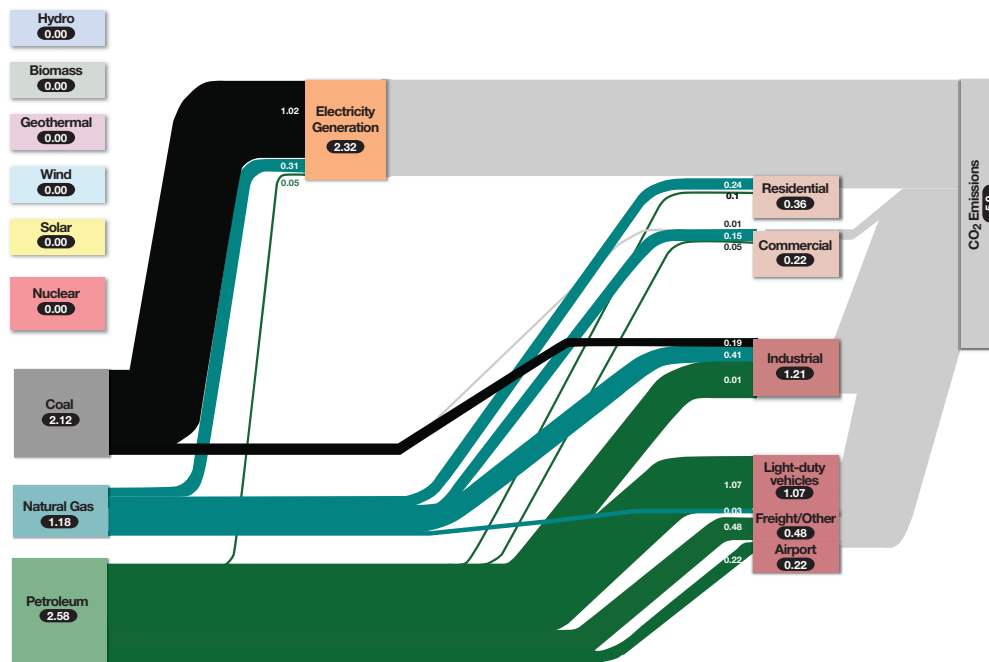 Hydro
0.00
Biomass
0.00
Geothermal
0.00
Wind
0.00
Solar
0.00
Nuclear
0.00
Coal
2.12
Natural Gas
1.18
Petroleum
2.58
1.02
0.31
0.05
Electricity
Generation
2.32
0.24
0.1
Residential
0.36
0.01
0.15
0.05
Commercial
0.22
0.19
0.41
0.01
Industrial
1.21
1.07
Light-duty
vehicles
1.07
0.03
0.48
Freight/Other
0.48
0.22
Airport
0.22
CO2 Emissions